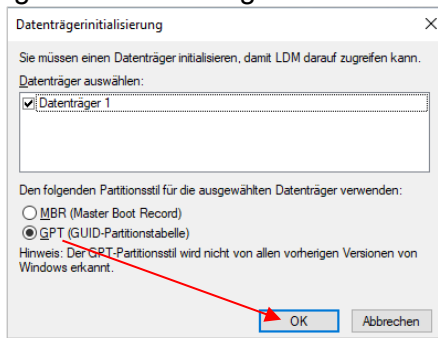 Datenträgerinitialisierung
Sie müssen einen Datenträger initialisieren, damit LDM darauf zugreifen kann.
Datenträger auswählen:
Datenträger 1
Den folgenden Partitionsstil für die ausgewählten Datenträger verwenden:
MBR (Master Boot Record)
GPT (GUID-Partitionstabelle)
Hinweis: Der GPT-Partitionsstil wird nicht von allen vorherigen Versionen von
Windows erkannt.
OK Abbrechen